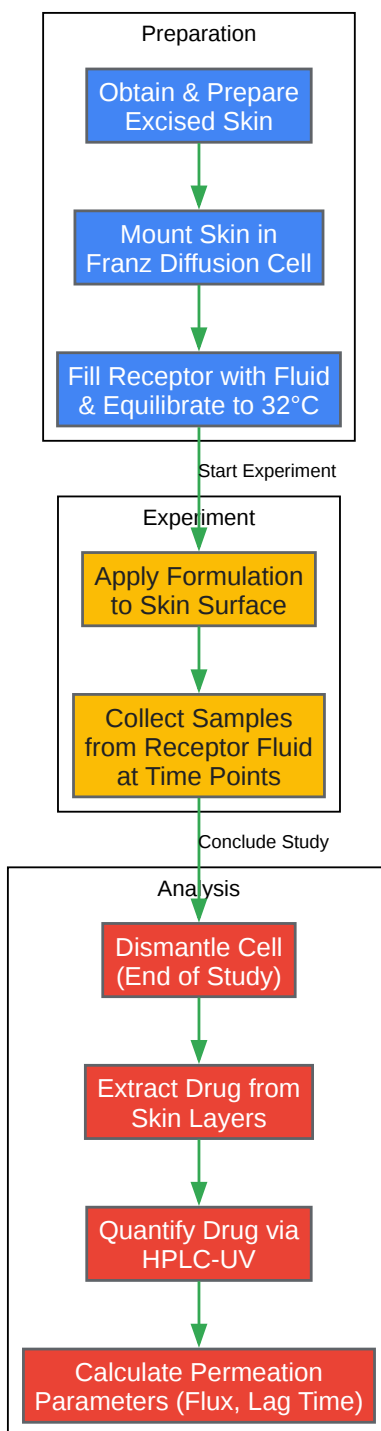 Preparation
Obtain & Prepare
Excised Skin
Mount Skin in
Franz Diffusion Cell
Fill Receptor with Fluid
& Equilibrate to 32°C
Start Experiment
Experiment
Apply Formulation
to Skin Surface
Collect Samples
from Receptor Fluid
at Time Points
Conclude Study
Analysis
Dismantle Cell
(End of Study)
Extract Drug from
Skin Layers
Quantify Drug via
HPLC-UV
Calculate Permeation
Parameters (Flux, Lag Time)